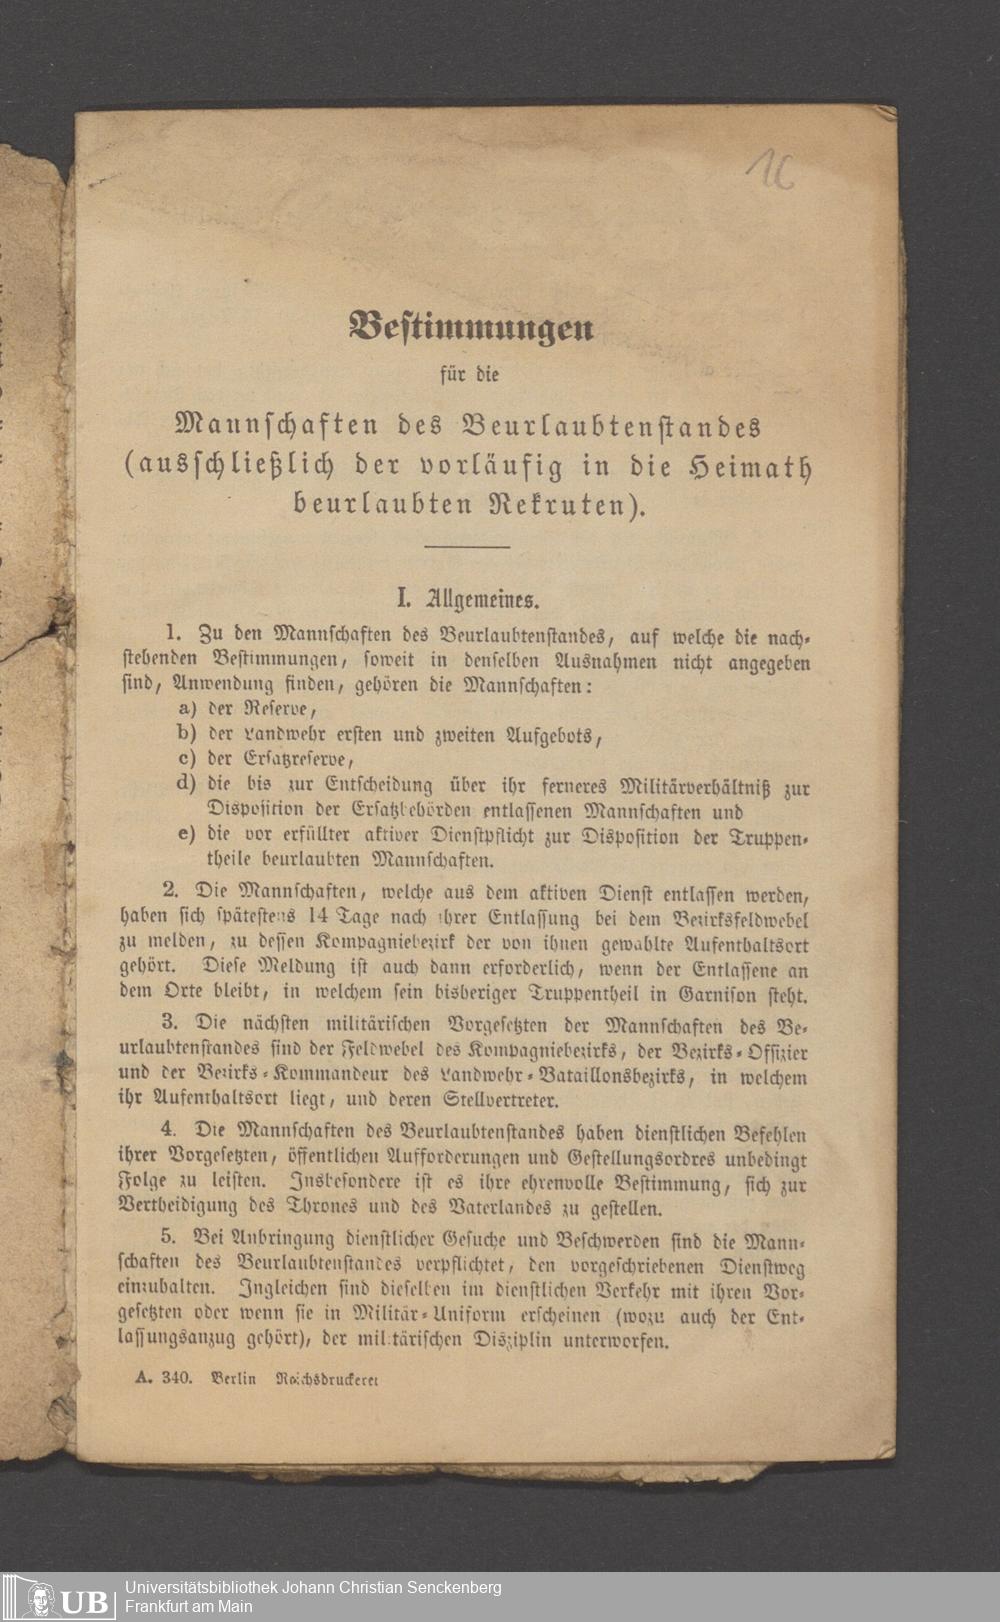 16
Bestimmungen
für die
Mannschaften des Beurlaubtenstandes
(ausschließlich der vorläufig in die Heimath
beurlaubten Rekruten).
I. Allgemeines.
1. Zu den Mannschaften des Beurlaubtenstandes, auf welche die nach-
stehenden Bestimmungen, soweit in denselben Ausnahmen nicht angegeben
sind, Anwendung finden, gehören die Mannschaften:
a) der Reserve,
b) der Landwehr ersten und zweiten Aufgebots,
c) der Ersatzreserve,
d) die bis zur Entscheidung über ihr ferneres Militärverhältniß zur
Disposition der Ersatzbehörden entlassenen Mannschaften und
e) die vor erfüllter aktiver Dienstpflicht zur Disposition der Truppen-
theile beurlaubten Mannschaften.
2. Die Mannschaften, welche aus dem aktiven Dienst entlassen werden,
haben sich spätestens 14 Tage nach ihrer Entlassung bei dem Bezirksfeldwebel
zu melden, zu dessen Kompagniebezirk der von ihnen gewählte Aufenthaltsort
gehört. Diese Meldung ist auch dann erforderlich, wenn der Entlassene an
dem Orte bleibt, in welchem sein bisheriger Truppentheil in Garnison steht.
3. Die nächsten militärischen Vorgesetzten der Mannschaften des Be-
urlaubtenstandes sind der Feldwebel des Kompagniebezirks, der Bezirks-Offizier
und der Bezirks-Kommandeur des Landwehr-Bataillonsbezirks, in welchem
ihr Aufenthaltsort liegt, und deren Stellvertreter.
4. Die Mannschaften des Beurlaubtenstandes haben dienstlichen Befehlen
ihrer Vorgesetzten, öffentlichen Aufforderungen und Gestellungsordres unbedingt
Folge zu leisten. Insbesondere ist es ihre ehrenvolle Bestimmung, sich zur
Vertheidigung des Thrones und des Vaterlandes zu gestellen.
5. Bei Anbringung dienstlicher Gesuche und Beschwerden sind die Mann-
schaften des Beurlaubtenstandes verpflichtet, den vorgeschriebenen Dienstweg
einzuhalten. Ingleichen sind dieselben im dienstlichen Verkehr mit ihren Vor-
gesetzten oder wenn sie in Militär-Uniform erscheinen (wozu auch der Ent-
lassungsanzug gehört), der militärischen Disziplin unterworfen.
A. 340. Berlin Reichsdruckerei
UB
Universitätsbibliothek Johann Christian Senckenberg
Frankfurt am Main